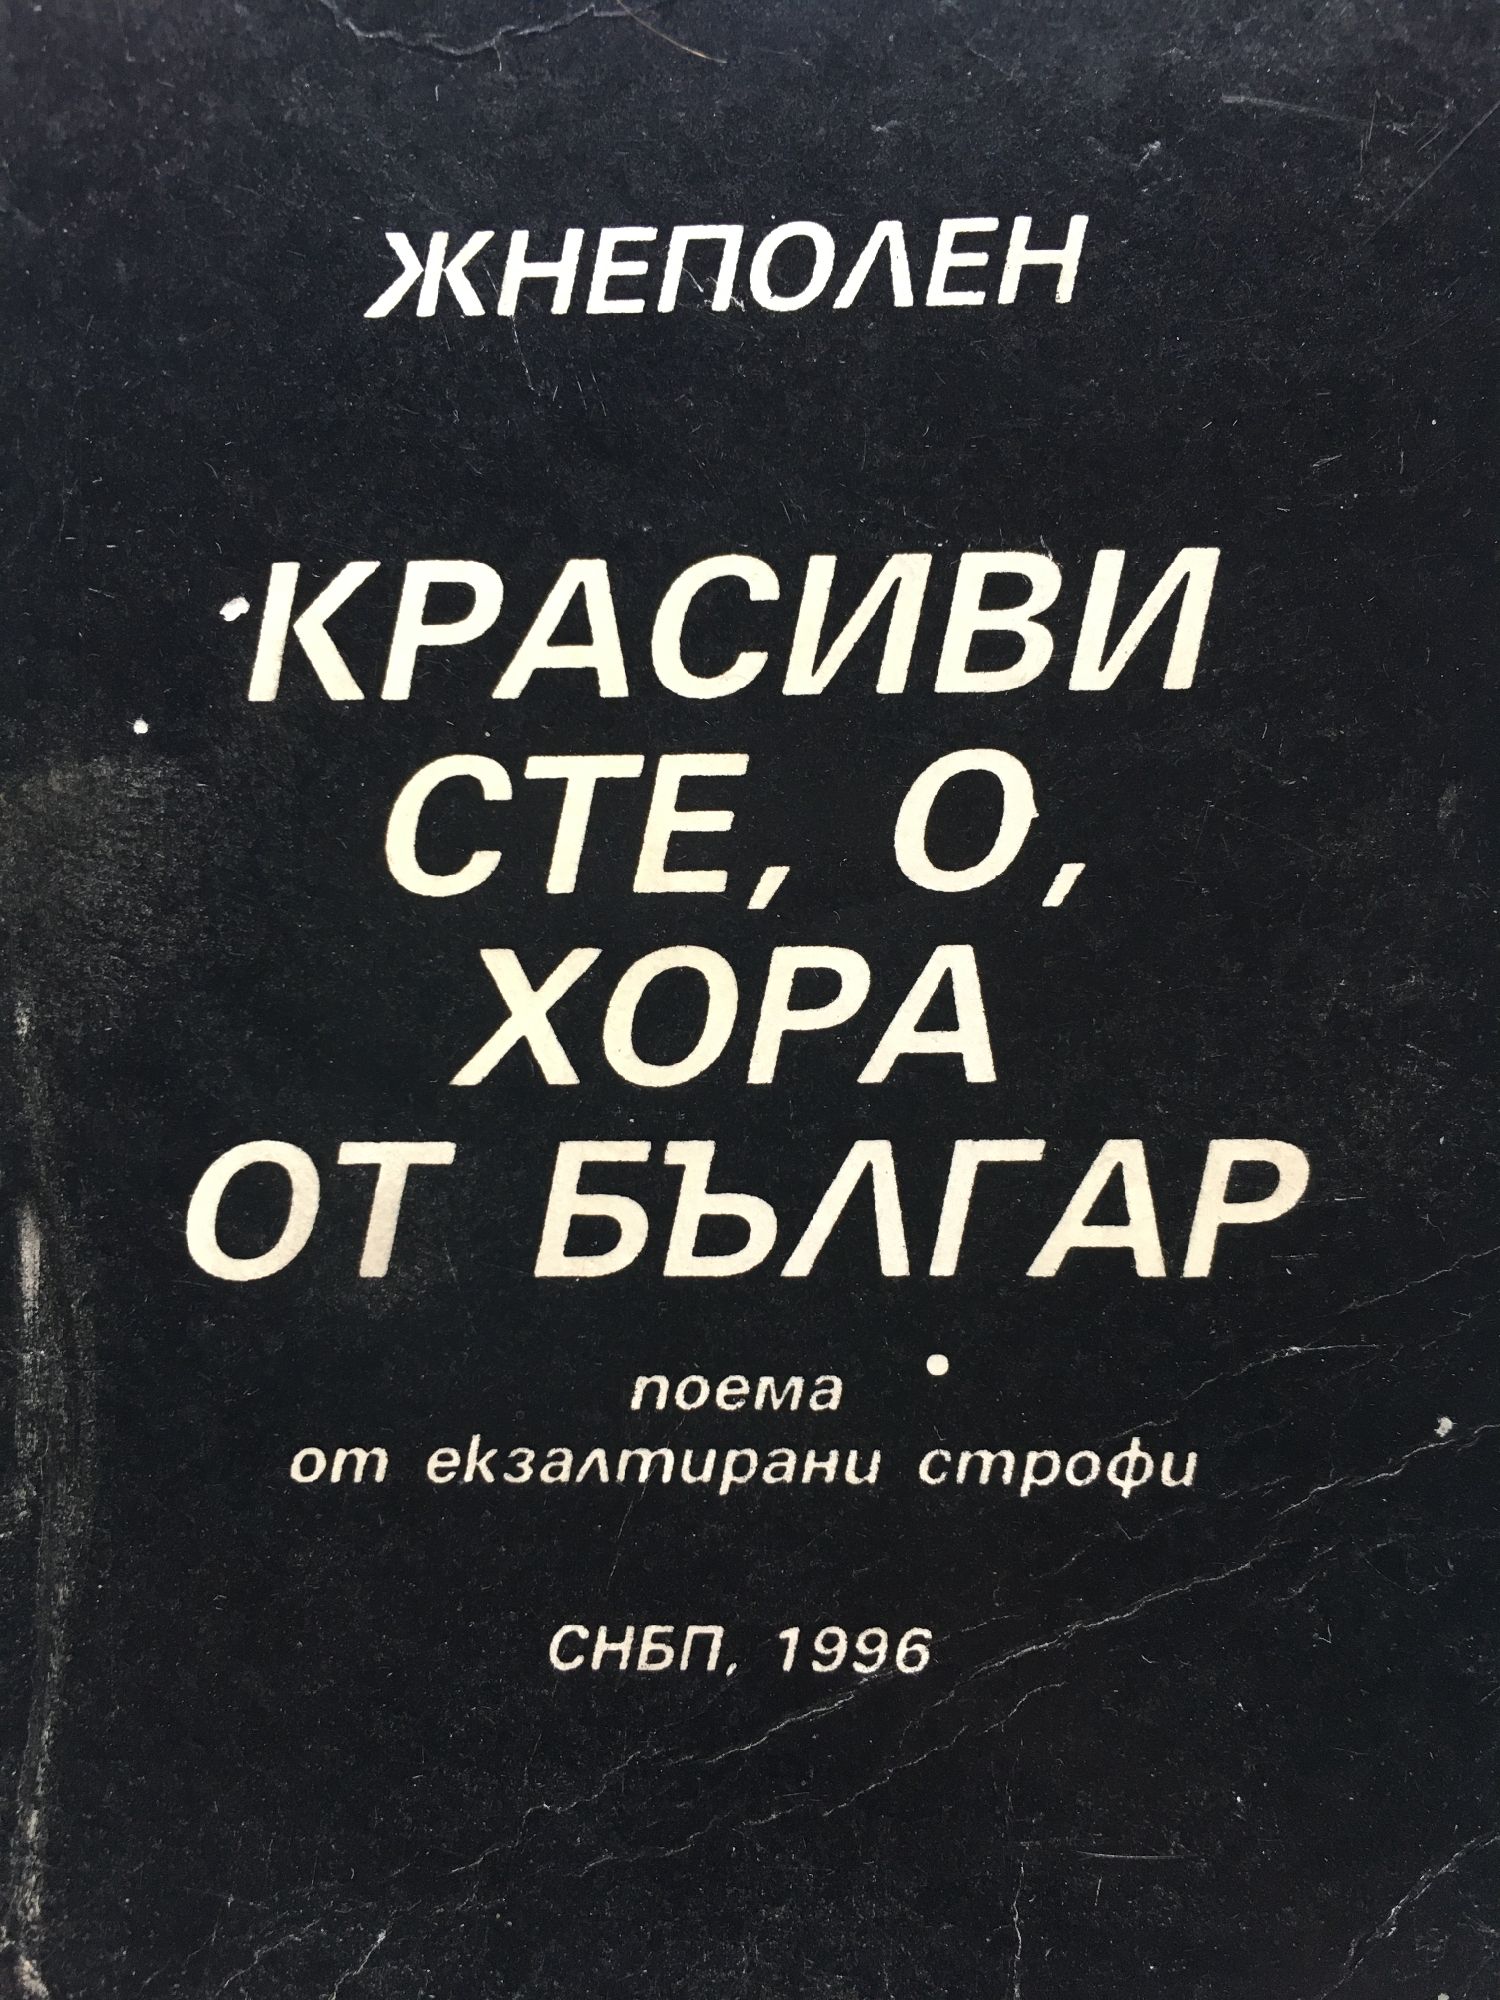 ЖНЕПОЛЕН
КРАСИВИ
СТЕ, О,
ХОРА
ОТ БЪЛГАР
поема
от екзалтирани строфи
СНБП, 1996